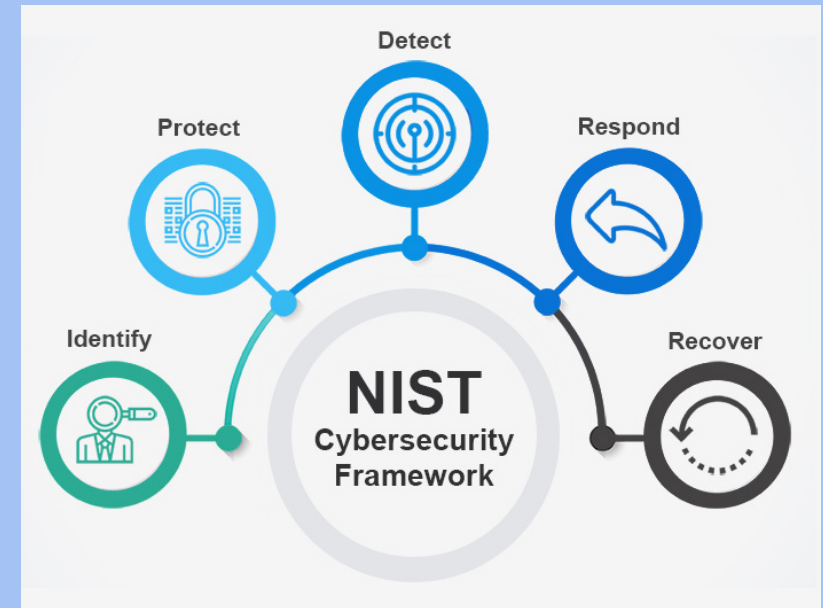 Detect
Protect
Respond
Identify
Recover
NIST
Cybersecurity
Framework